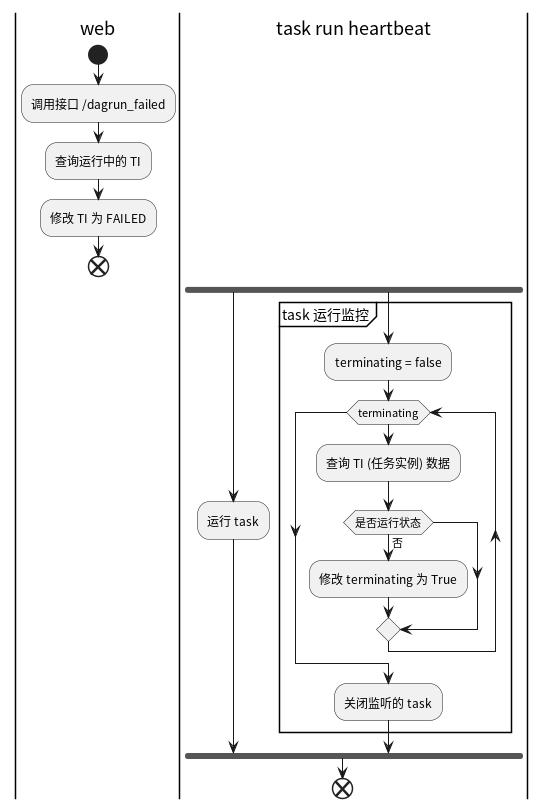 web
task run heartbeat
调用接口 /dagrun_failed
查询运行中的 TI
修改 TI 为 FAILED
task 运行监控
terminating = false
terminating
查询 TI (任务实例) 数据
运行 task
是否运行状态
否
修改 terminating 为 True
关闭监听的 task